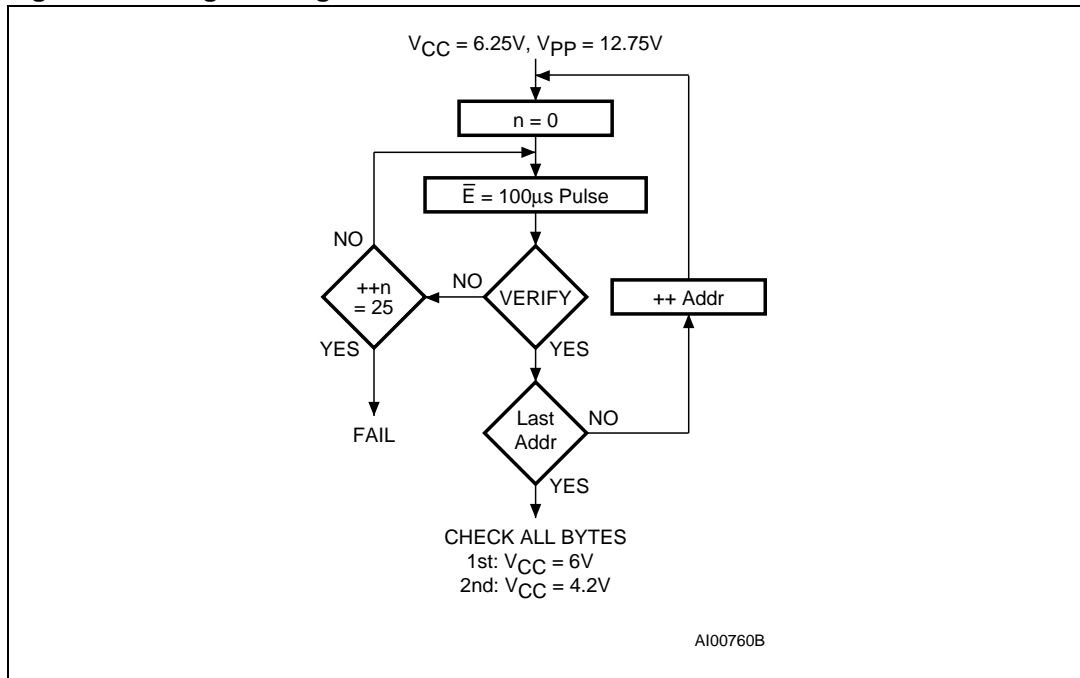 VCC = 6.25V, VPP = 12.75V
n = 0
E̅ = 100μs Pulse
NO
++n
= 25
NO
VERIFY
++ Addr
YES
YES
FAIL
Last
Addr
NO
YES
CHECK ALL BYTES
1st: VCC = 6V
2nd: VCC = 4.2V
AI00760B